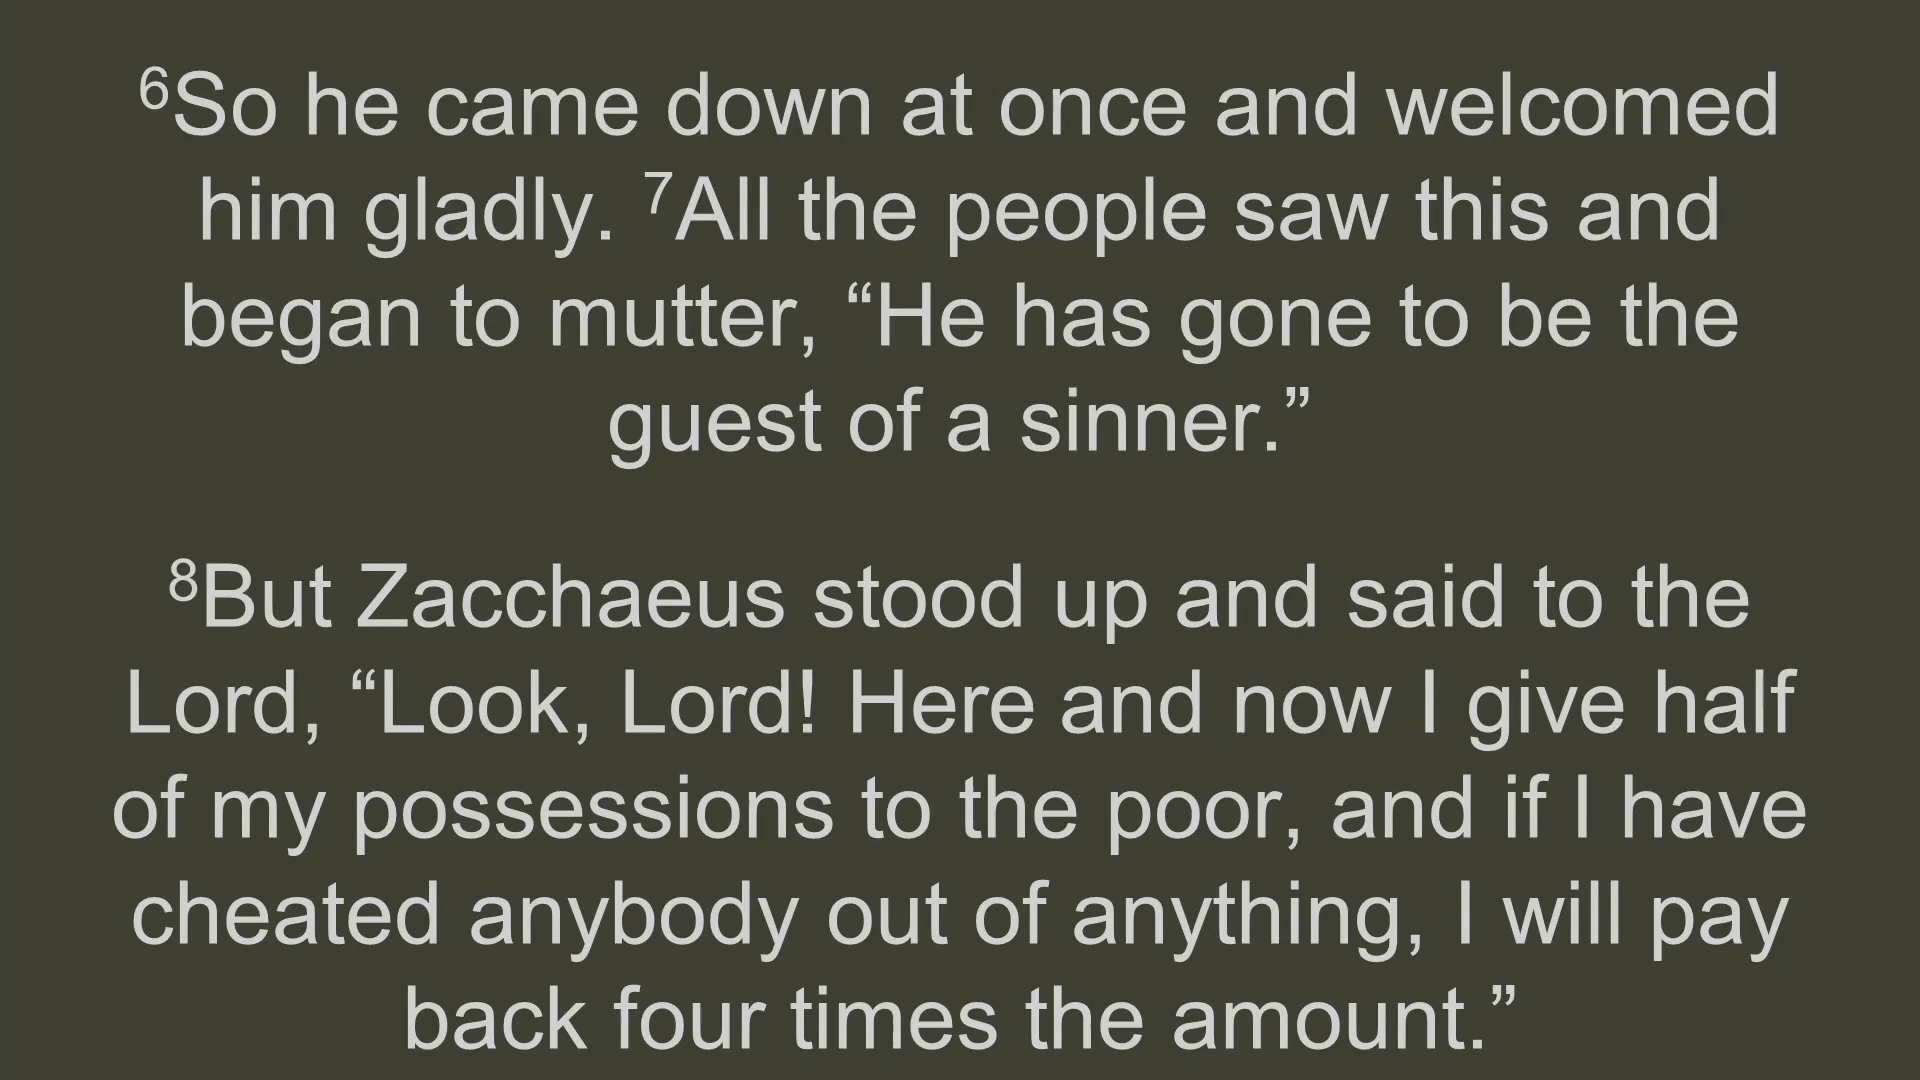 ⁶So he came down at once and welcomed
him gladly. ⁷All the people saw this and
began to mutter, “He has gone to be the
guest of a sinner.”
⁸But Zacchaeus stood up and said to the
Lord, “Look, Lord! Here and now I give half
of my possessions to the poor, and if I have
cheated anybody out of anything, I will pay
back four times the amount.”